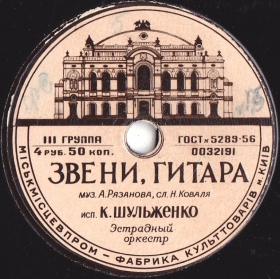 III ГРУППА
ГОСТ № 5289-56
4 РУБ. 50 КОП.
0032191
ЗВЕНИ, ГИТАРА
МУЗ. А. РЯЗАНОВА, СЛ. Н. КОВАЛЯ
ИСП. К. ШУЛЬЖЕНКО
Эстрадный
оркестр
МІСЬКМІСЦЕВПРОМ – ФАБРИКА КУЛЬТТОВАРІВ м. КИЇВ